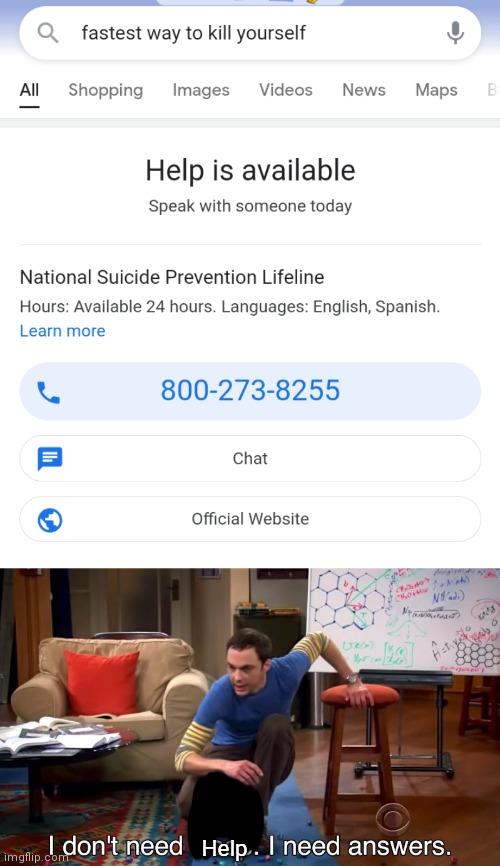 fastest way to kill yourself
All Shopping Images Videos News Maps B
Help is available
Speak with someone today
National Suicide Prevention Lifeline
Hours: Available 24 hours. Languages: English, Spanish.
Learn more
800-273-8255
Chat
Official Website
I don't need Help. I need answers.
imgflip.com